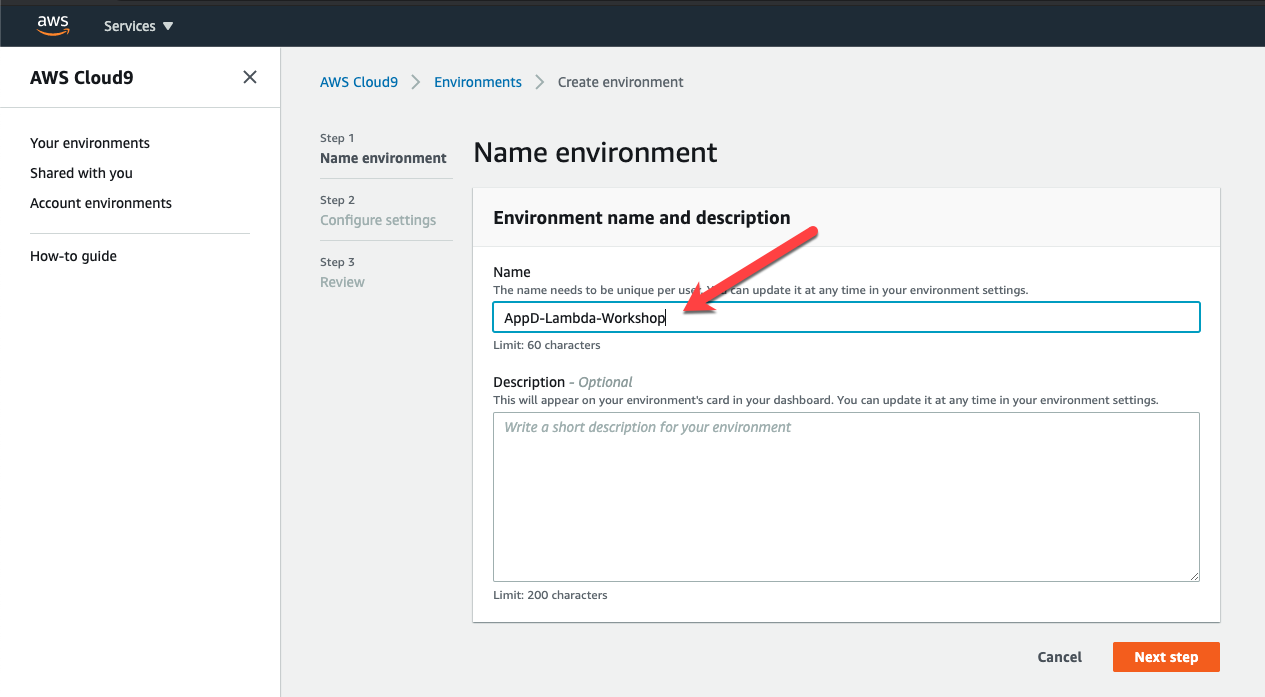 aws
Services
AWS Cloud9
Your environments
Shared with you
Account environments
How-to guide
AWS Cloud9 Environments Create environment
Step 1
Name environment
Step 2
Configure settings
Step 3
Review
Name environment
Environment name and description
Name
The name needs to be unique per user. You can update it at any time in your environment settings.
AppD-Lambda-Workshop
Limit: 60 characters
Description - Optional
This will appear on your environment's card in your dashboard. You can update it at any time in your environment settings.
Write a short description for your environment
Limit: 200 characters
Cancel
Next step